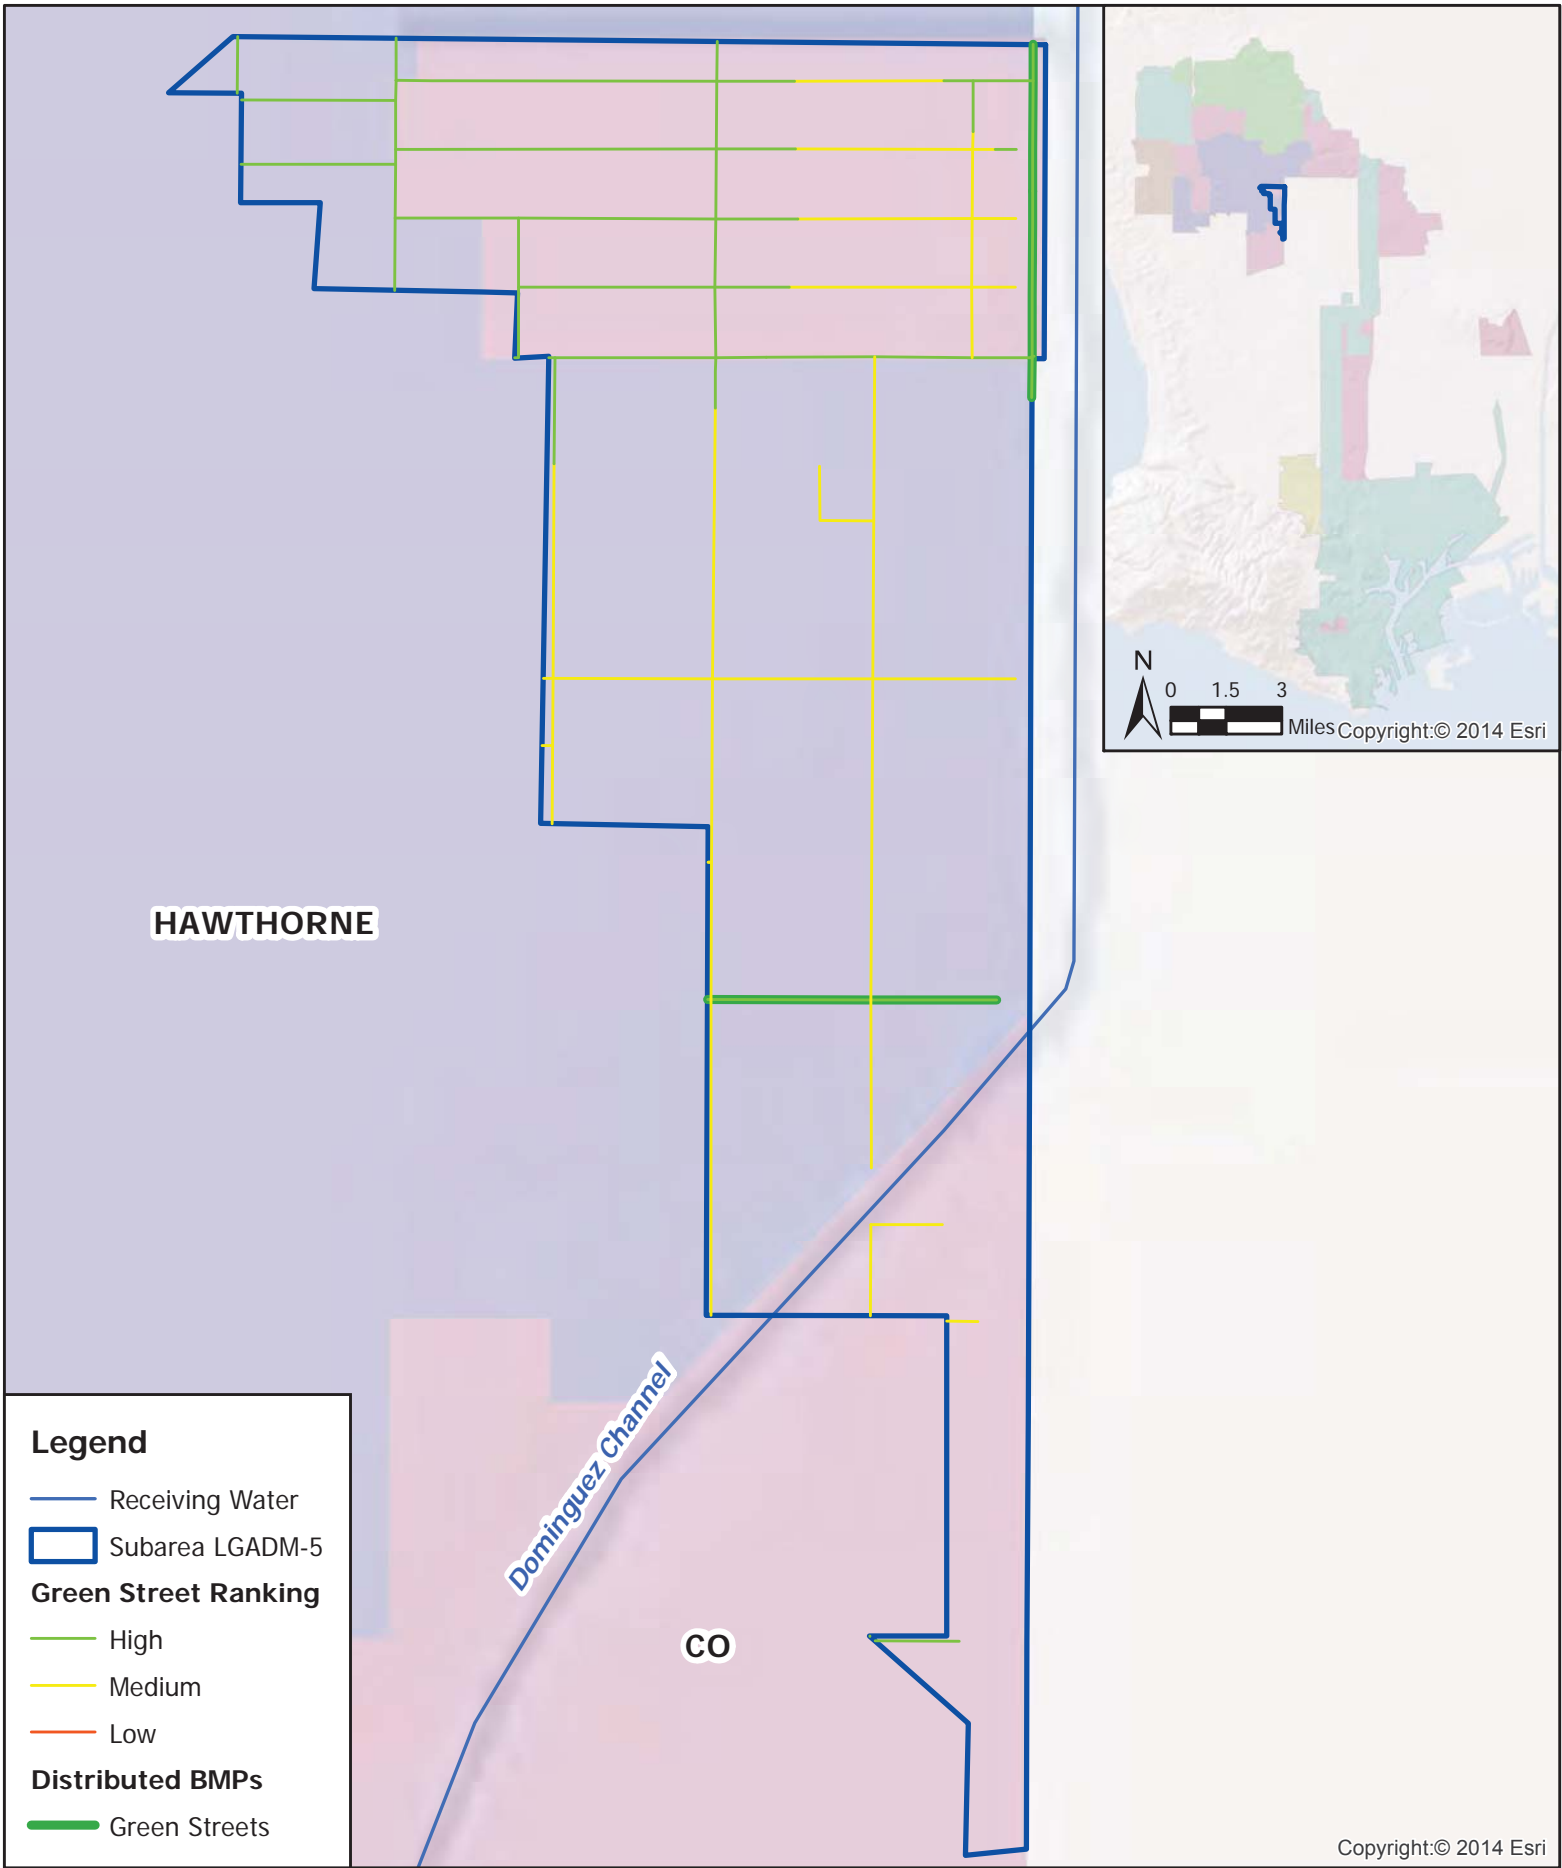 N
0 1.5 3
Miles
Copyright:© 2014 Esri
HAWTHORNE
Dominguez Channel
CO
Legend
Receiving Water
Subarea LGADM-5
Green Street Ranking
High
Medium
Low
Distributed BMPs
Green Streets
Copyright:© 2014 Esri